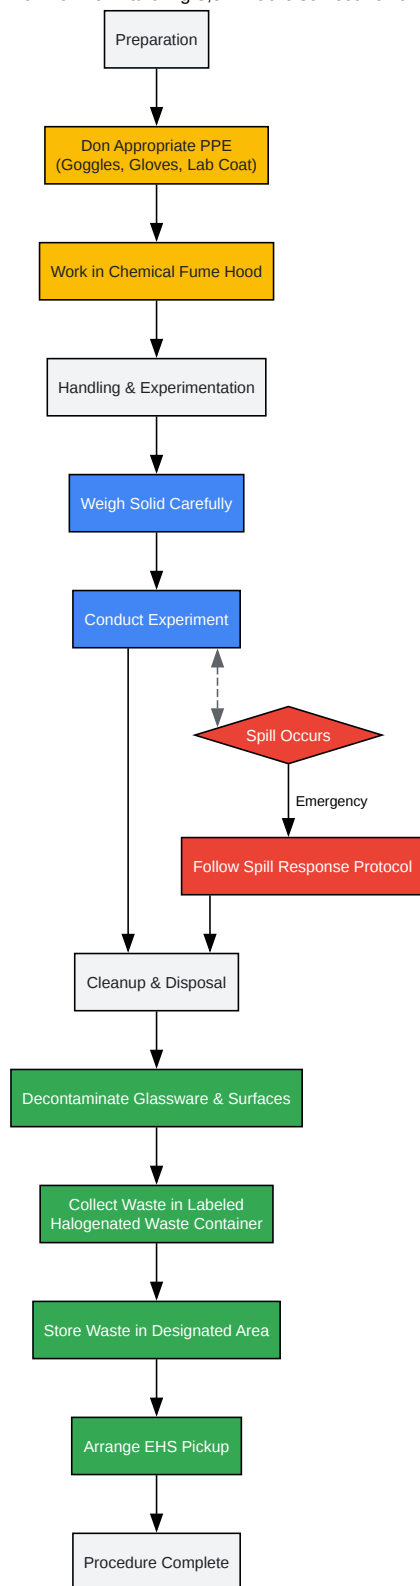 Preparation
Don Appropriate PPE
(Goggles, Gloves, Lab Coat)
Work in Chemical Fume Hood
Handling & Experimentation
Weigh Solid Carefully
Conduct Experiment
Spill Occurs
Emergency
Follow Spill Response Protocol
Cleanup & Disposal
Decontaminate Glassware & Surfaces
Collect Waste in Labeled
Halogenated Waste Container
Store Waste in Designated Area
Arrange EHS Pickup
Procedure Complete